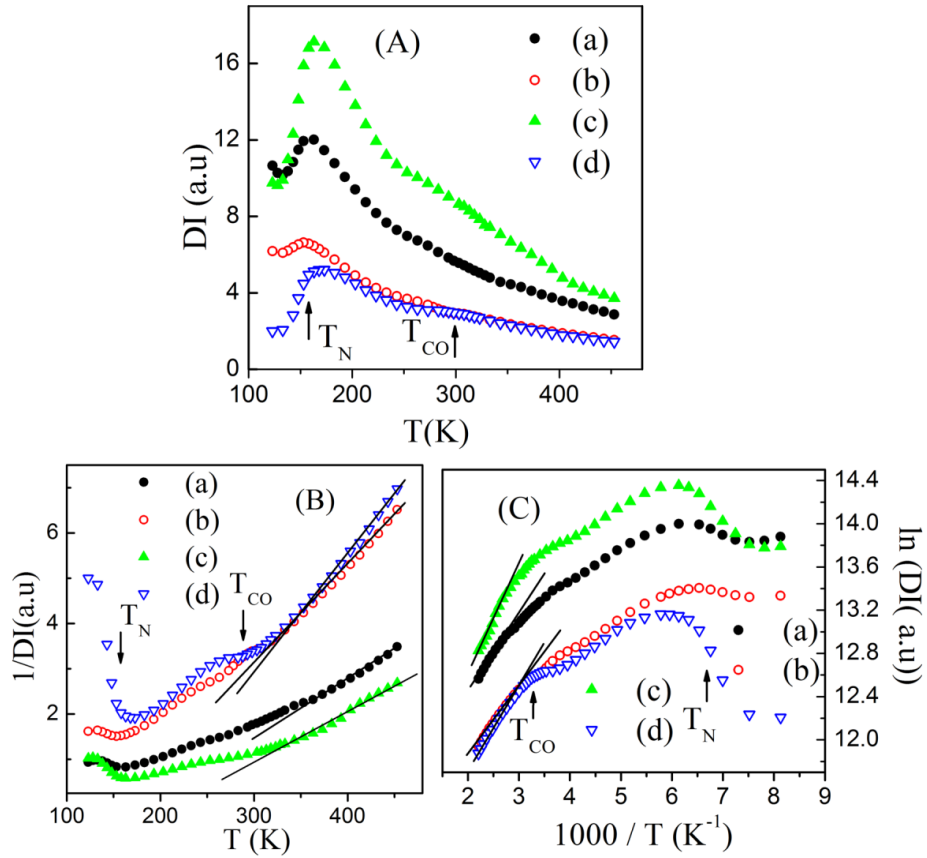 (A)
(a)
(b)
(c)
(d)
16
12
8
4
0
DI (a.u)
T_N
T_CO
100 200 300 400
T(K)
(a)
(b)
(c)
(d)
(B)
T_CO
T_N
6
4
2
1/DI(a.u)
100 200 300 400
T (K)
(C)
14.4
14.0
13.6
13.2
12.8
12.4
12.0
ln (DI( a.u))
(a)
(b)
(c)
(d)
T_CO
T_N
2 3 4 5 6 7 8 9
1000 / T (K⁻¹)